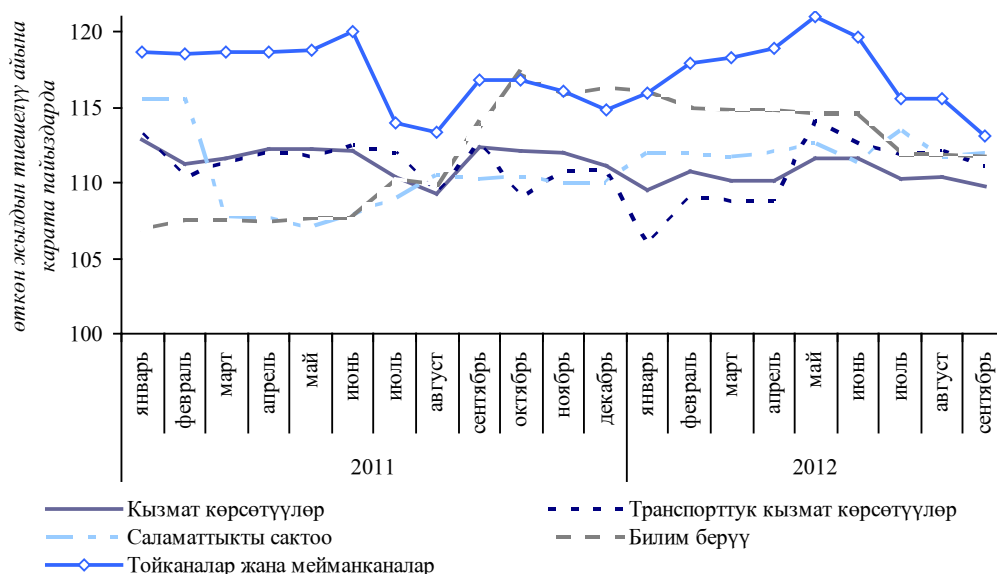 өткөн жылдын тиешелүү айына
карата пайыздарда
120
115
110
105
100
январь
февраль
март
апрель
май
июнь
июль
август
сентябрь
октябрь
ноябрь
декабрь
январь
февраль
март
апрель
май
июнь
июль
август
сентябрь
2011
2012
Кызмат көрсөтүүлөр
Транспорттук кызмат көрсөтүүлөр
Саламаттыкты сактоо
Билим берүү
Тойканалар жана мейманканалар